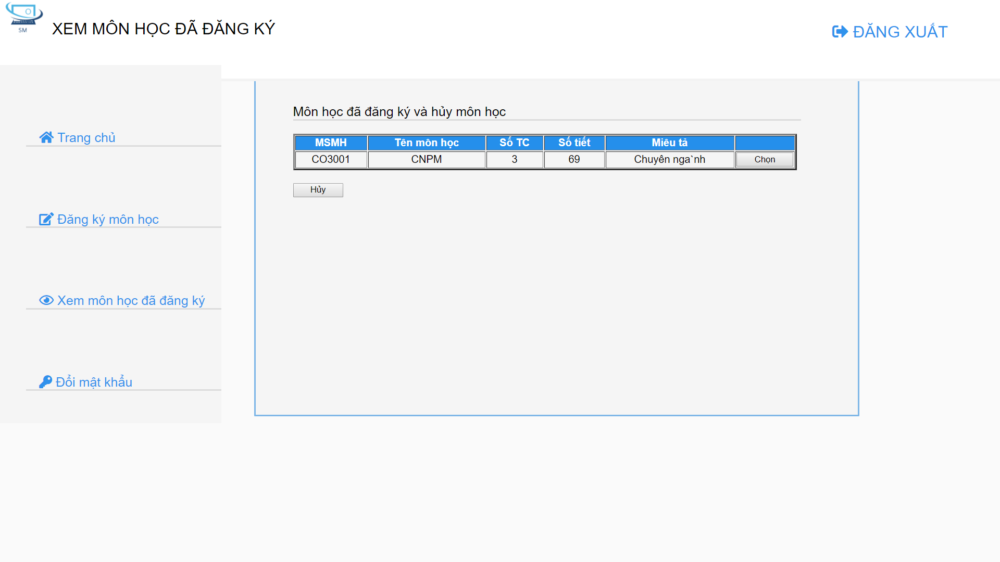 SM
XEM MÔN HỌC ĐÃ ĐĂNG KÝ
ĐĂNG XUẤT
Trang chủ
Đăng ký môn học
Xem môn học đã đăng ký
Đổi mật khẩu
Môn học đã đăng ký và hủy môn học
MSMH Tên môn học Số TC Số tiết Miêu tả
CO3001 CNPM 3 69 Chuyên nga`nh Chọn
Hủy